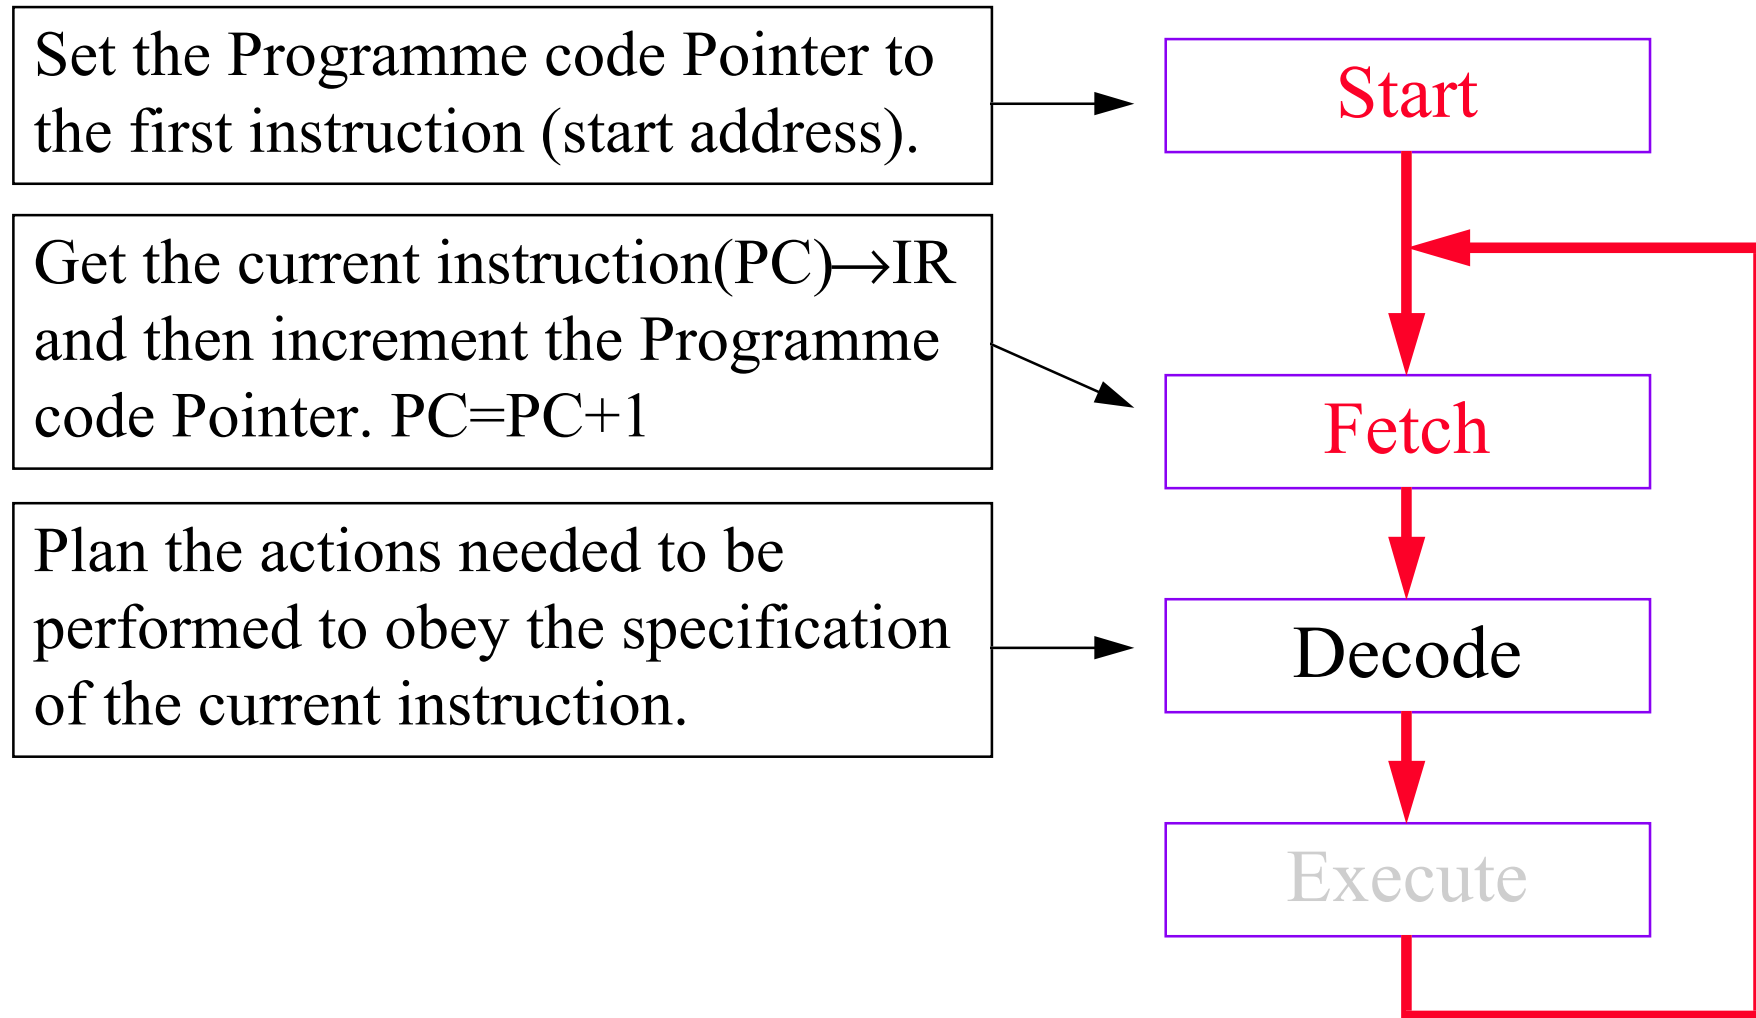 Set the Programme code Pointer to
the first instruction (start address).
Start
Get the current instruction(PC)→IR
and then increment the Programme
code Pointer. PC=PC+1
Fetch
Plan the actions needed to be
performed to obey the specification
of the current instruction.
Decode
Execute